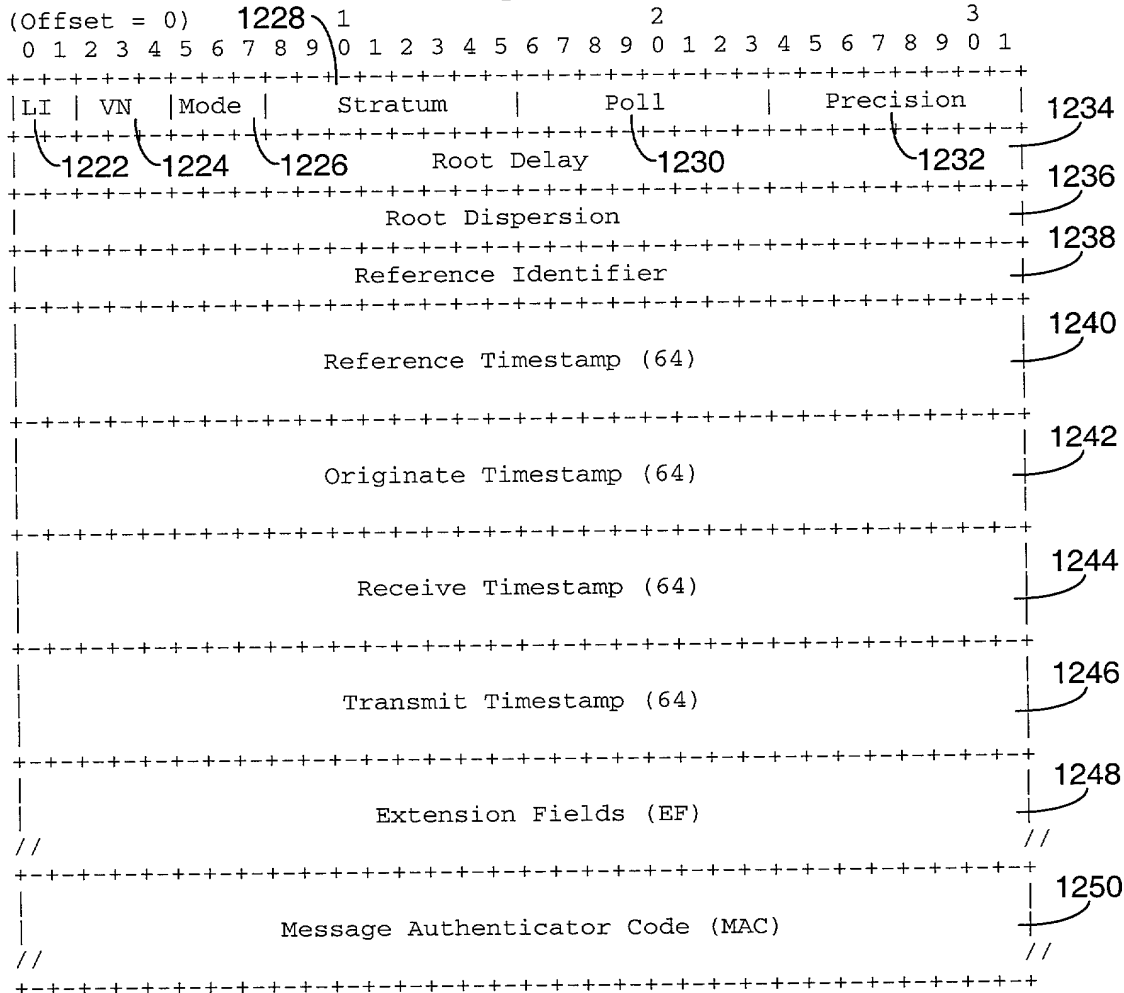 (Offset = 0) 1228 1 2 3
0 1 2 3 4 5 6 7 8 9 0 1 2 3 4 5 6 7 8 9 0 1 2 3 4 5 6 7 8 9 0 1
+-+-+-+-+-+-+-+-+-+-+-+-+-+-+-+-+-+-+-+-+-+-+-+-+-+-+-+-+-+-+-+-+
|LI | VN |Mode | Stratum | Poll | Precision |
+-+-+-+-+-+-+-+-+-+-+-+-+-+-+-+-+-+-+-+-+-+-+-+-+-+-+-+-+-+-+-+-+ 1234
| 1222 1224 1226 Root Delay 1230 1232 |
+-+-+-+-+-+-+-+-+-+-+-+-+-+-+-+-+-+-+-+-+-+-+-+-+-+-+-+-+-+-+-+-+ 1236
| Root Dispersion |
+-+-+-+-+-+-+-+-+-+-+-+-+-+-+-+-+-+-+-+-+-+-+-+-+-+-+-+-+-+-+-+-+ 1238
| Reference Identifier |
+-+-+-+-+-+-+-+-+-+-+-+-+-+-+-+-+-+-+-+-+-+-+-+-+-+-+-+-+-+-+-+-+
| | 1240
| Reference Timestamp (64) |
| |
+-+-+-+-+-+-+-+-+-+-+-+-+-+-+-+-+-+-+-+-+-+-+-+-+-+-+-+-+-+-+-+-+
| | 1242
| Originate Timestamp (64) |
| |
+-+-+-+-+-+-+-+-+-+-+-+-+-+-+-+-+-+-+-+-+-+-+-+-+-+-+-+-+-+-+-+-+
| | 1244
| Receive Timestamp (64) |
| |
+-+-+-+-+-+-+-+-+-+-+-+-+-+-+-+-+-+-+-+-+-+-+-+-+-+-+-+-+-+-+-+-+
| | 1246
| Transmit Timestamp (64) |
| |
+-+-+-+-+-+-+-+-+-+-+-+-+-+-+-+-+-+-+-+-+-+-+-+-+-+-+-+-+-+-+-+-+
| | 1248
| Extension Fields (EF) |
// //
+-+-+-+-+-+-+-+-+-+-+-+-+-+-+-+-+-+-+-+-+-+-+-+-+-+-+-+-+-+-+-+-+
| | 1250
| Message Authenticator Code (MAC) |
// //
+-+-+-+-+-+-+-+-+-+-+-+-+-+-+-+-+-+-+-+-+-+-+-+-+-+-+-+-+-+-+-+-+